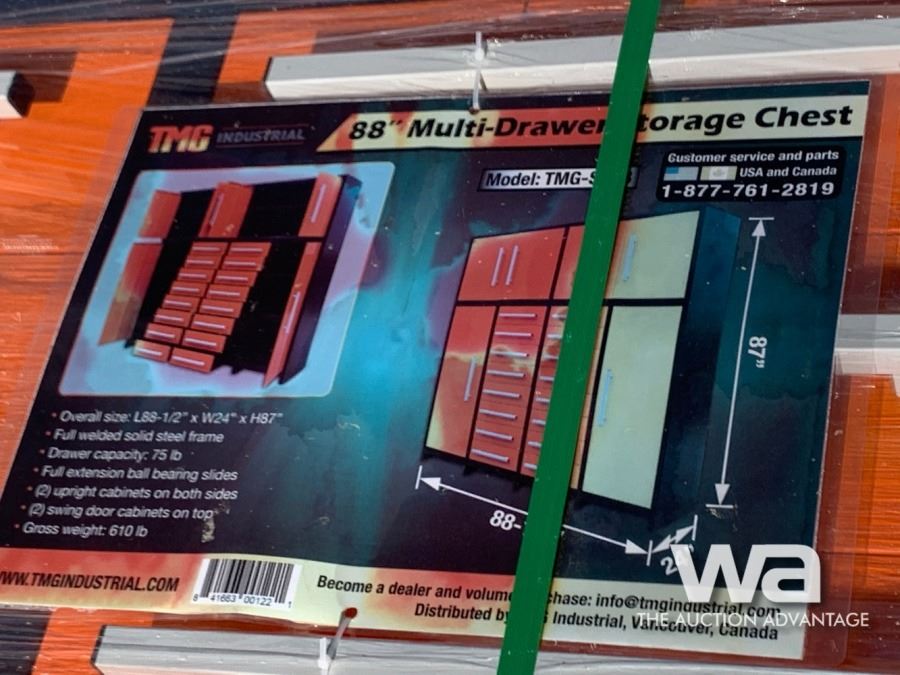 TMG INDUSTRIAL
88" Multi-Drawer torage Chest
Model: TMG-S
Customer service and parts
USA and Canada
1-877-761-2819
87"
• Overall size: L88-1/2" x W24" x H87"
• Full welded solid steel frame
• Drawer capacity: 75 lb
• Full extension ball bearing slides
• (2) upright cabinets on both sides
• (2) swing door cabinets on top
• Gross weight: 610 lb
88-
WWW.TMGINDUSTRIAL.COM
8 41663 00122 1
Become a dealer and volume chase: info@tmgindustrial.com
Distributed by Industrial, Vancouver, Canada
wa
THE AUCTION ADVANTAGE